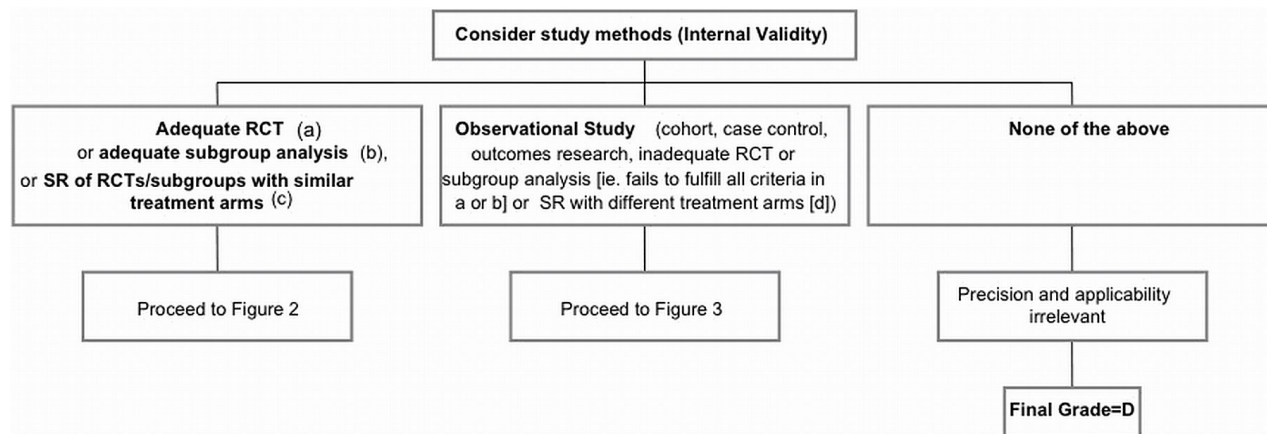 Consider study methods (Internal Validity)
Adequate RCT (a)
or adequate subgroup analysis (b),
or SR of RCTs/subgroups with similar
treatment arms (c)
Observational Study (cohort, case control,
outcomes research, inadequate RCT or
subgroup analysis [ie. fails to fulfill all criteria in
a or b] or SR with different treatment arms [d])
None of the above
Proceed to Figure 2
Proceed to Figure 3
Precision and applicability
irrelevant
Final Grade=D